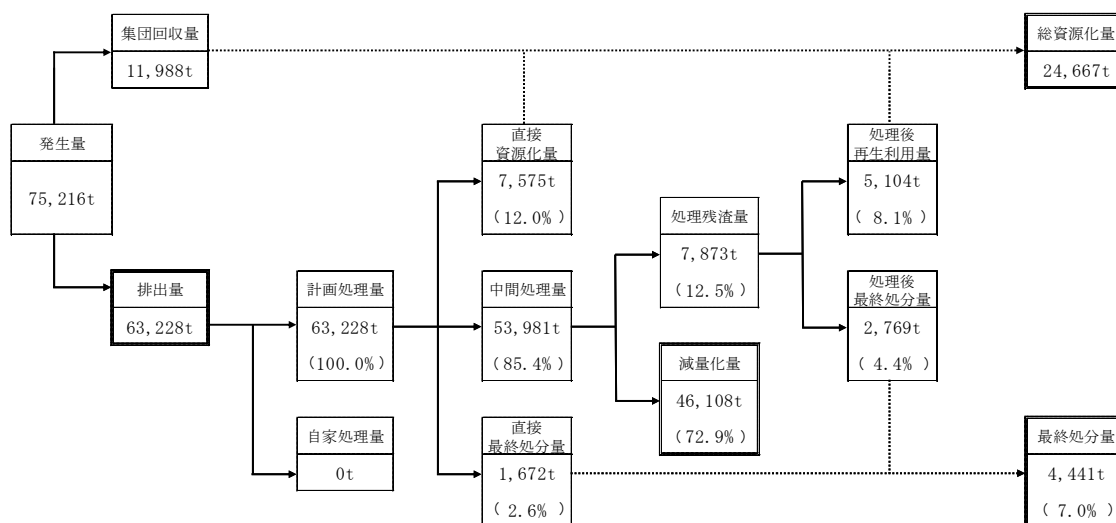 集団回収量
11,988t
総資源化量
24,667t
発生量
75,216t
直接
資源化量
7,575t
(12.0%)
処理後
再生利用量
5,104t
( 8.1%)
処理残渣量
7,873t
(12.5%)
排出量
63,228t
計画処理量
63,228t
(100.0%)
中間処理量
53,981t
(85.4%)
処理後
最終処分量
2,769t
( 4.4%)
減量化量
46,108t
(72.9%)
自家処理量
0t
直接
最終処分量
1,672t
( 2.6%)
最終処分量
4,441t
( 7.0%)